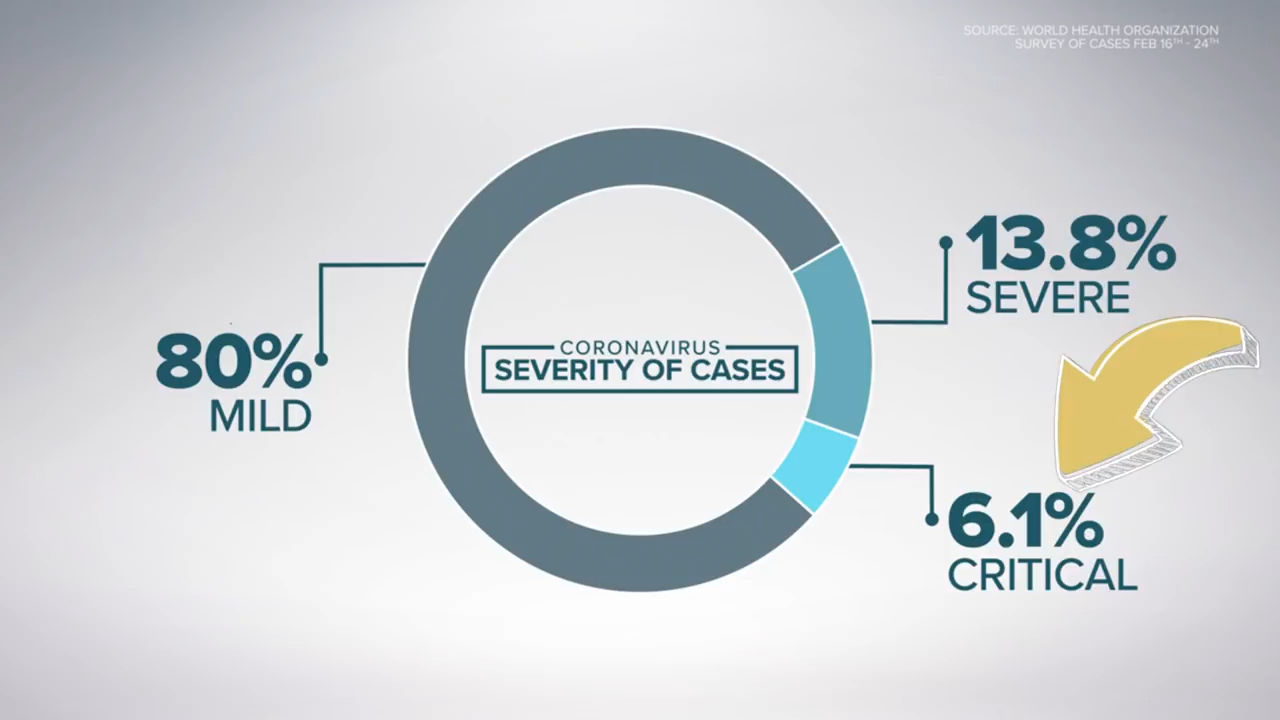 SOURCE: WORLD HEALTH ORGANIZATION
SURVEY OF CASES FEB 16TH - 24TH
13.8%
SEVERE
80%
MILD
CORONAVIRUS
SEVERITY OF CASES
6.1%
CRITICAL